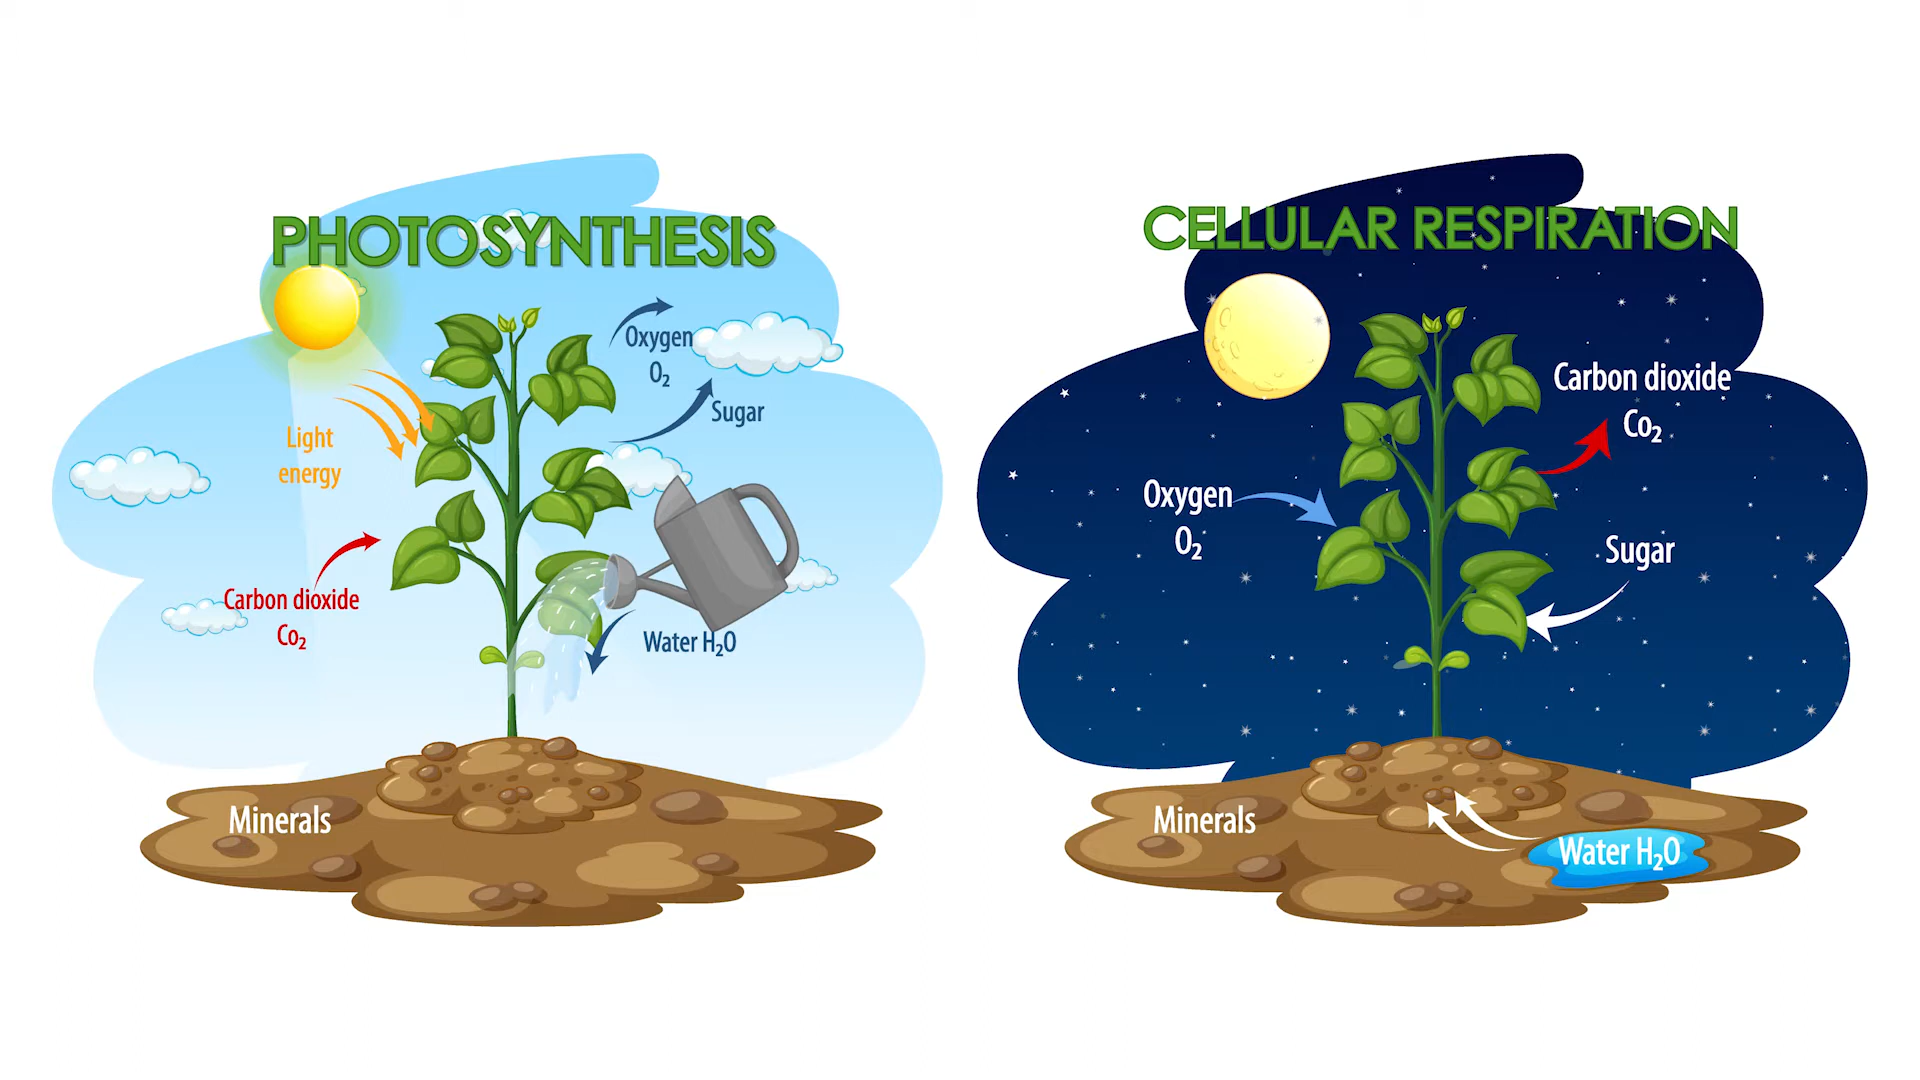 PHOTOSYNTHESIS
Oxygen
O₂
Sugar
Light
energy
Carbon dioxide
Co₂
Water H₂O
Minerals
CELLULAR RESPIRATION
Carbon dioxide
Co₂
Oxygen
O₂
Sugar
Minerals
Water H₂O